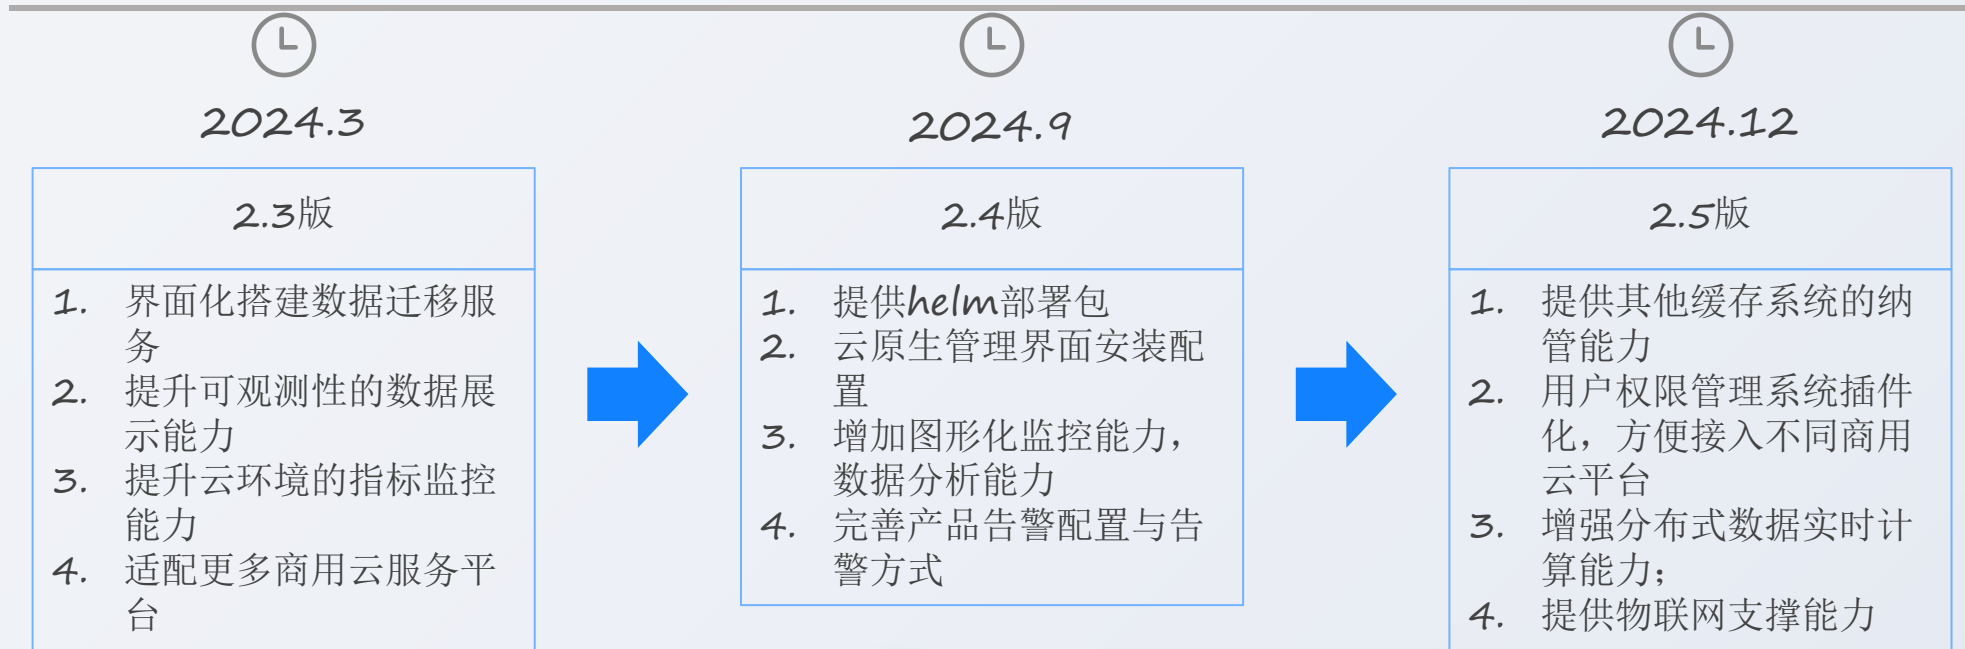 2024.3
2.3版
1. 界面化搭建数据迁移服
务
2. 提升可观测性的数据展
示能力
3. 提升云环境的指标监控
能力
4. 适配更多商用云服务平
台
2024.9
2.4版
1. 提供helm部署包
2. 云原生管理界面安装配
置
3. 增加图形化监控能力，
数据分析能力
4. 完善产品告警配置与告
警方式
2024.12
2.5版
1. 提供其他缓存系统的纳
管能力
2. 用户权限管理系统插件
化，方便接入不同商用
云平台
3. 增强分布式数据实时计
算能力；
4. 提供物联网支撑能力